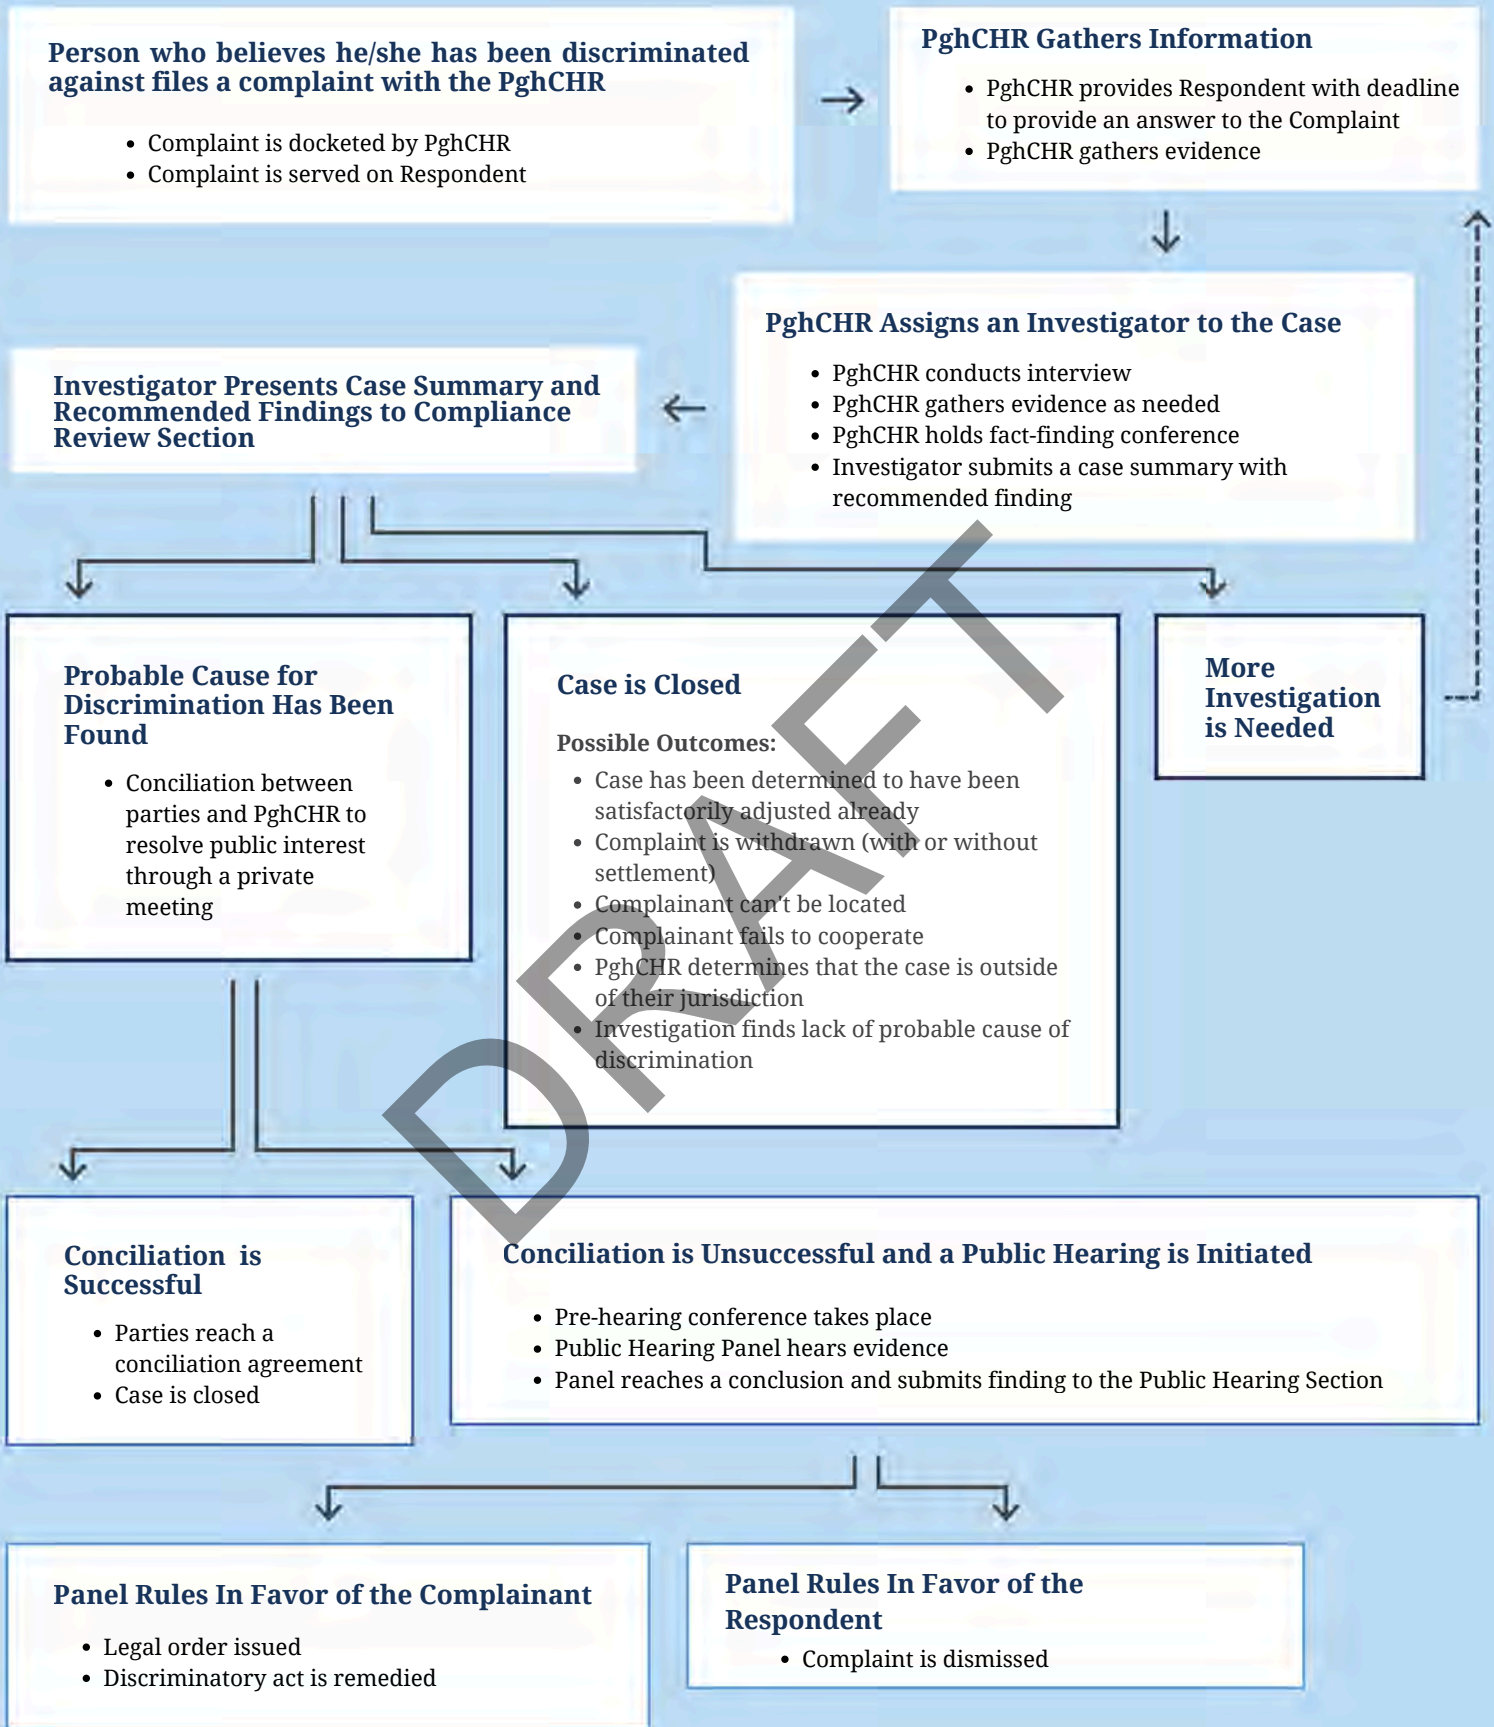 Person who believes he/she has been discriminated
against files a complaint with the PghCHR
• Complaint is docketed by PghCHR
• Complaint is served on Respondent
PghCHR Gathers Information
• PghCHR provides Respondent with deadline
to provide an answer to the Complaint
• PghCHR gathers evidence
PghCHR Assigns an Investigator to the Case
• PghCHR conducts interview
• PghCHR gathers evidence as needed
• PghCHR holds fact-finding conference
• Investigator submits a case summary with
recommended finding
Investigator Presents Case Summary and
Recommended Findings to Compliance
Review Section
Probable Cause for
Discrimination Has Been
Found
• Conciliation between
parties and PghCHR to
resolve public interest
through a private
meeting
Case is Closed
Possible Outcomes:
• Case has been determined to have been
satisfactorily adjusted already
• Complaint is withdrawn (with or without
settlement)
• Complainant can't be located
• Complainant fails to cooperate
• PghCHR determines that the case is outside
of their jurisdiction
• Investigation finds lack of probable cause of
discrimination
More
Investigation
is Needed
DRAFT
Conciliation is
Successful
• Parties reach a
conciliation agreement
• Case is closed
Conciliation is Unsuccessful and a Public Hearing is Initiated
• Pre-hearing conference takes place
• Public Hearing Panel hears evidence
• Panel reaches a conclusion and submits finding to the Public Hearing Section
Panel Rules In Favor of the Complainant
• Legal order issued
• Discriminatory act is remedied
Panel Rules In Favor of the
Respondent
• Complaint is dismissed